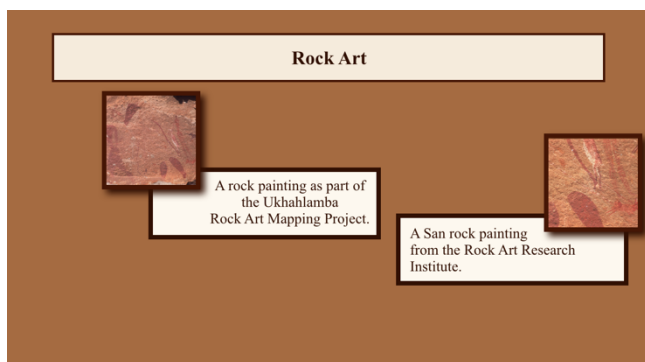 Rock Art
A rock painting as part of
the Ukhahlamba
Rock Art Mapping Project.
A San rock painting
from the Rock Art Research
Institute.